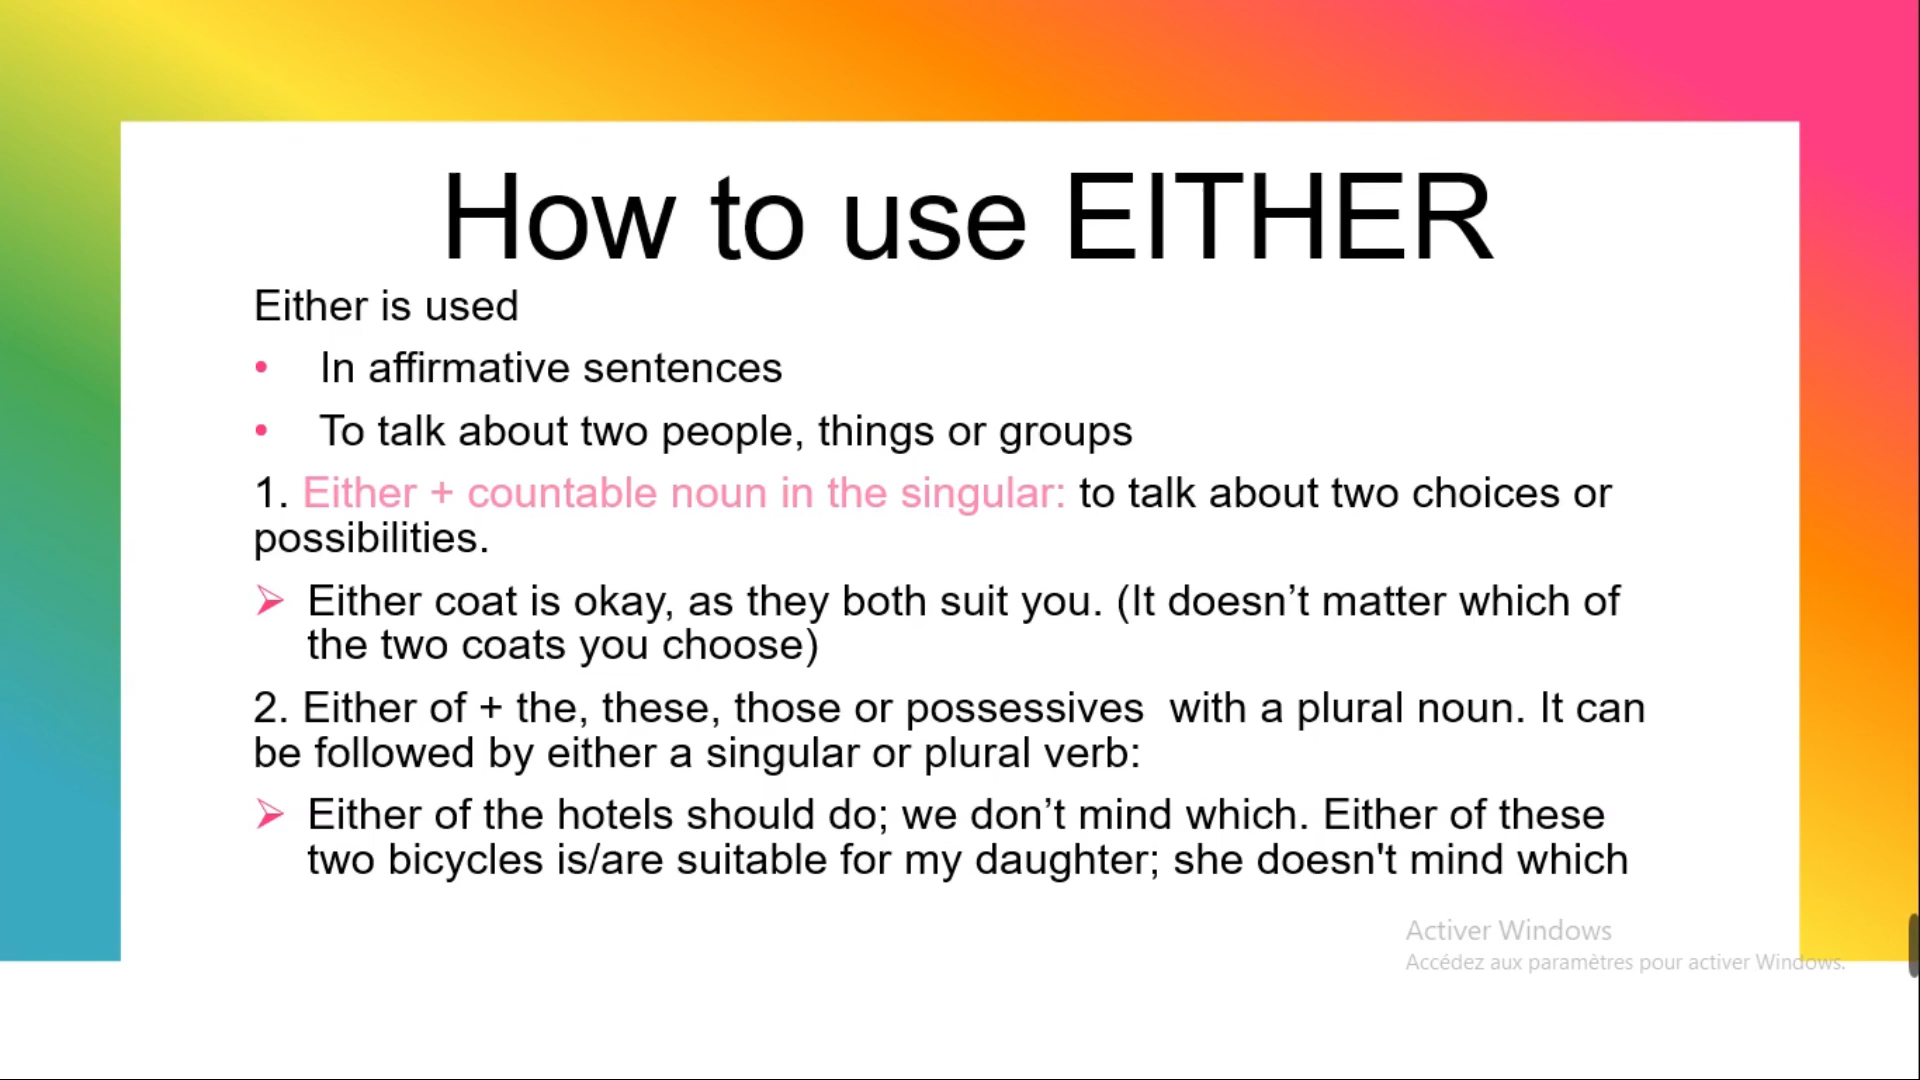 How to use EITHER
Either is used
• In affirmative sentences
• To talk about two people, things or groups
1. Either + countable noun in the singular: to talk about two choices or
possibilities.
➢ Either coat is okay, as they both suit you. (It doesn’t matter which of
the two coats you choose)
2. Either of + the, these, those or possessives  with a plural noun. It can
be followed by either a singular or plural verb:
➢ Either of the hotels should do; we don’t mind which. Either of these
two bicycles is/are suitable for my daughter; she doesn't mind which
Activer Windows
Accédez aux paramètres pour activer Windows.